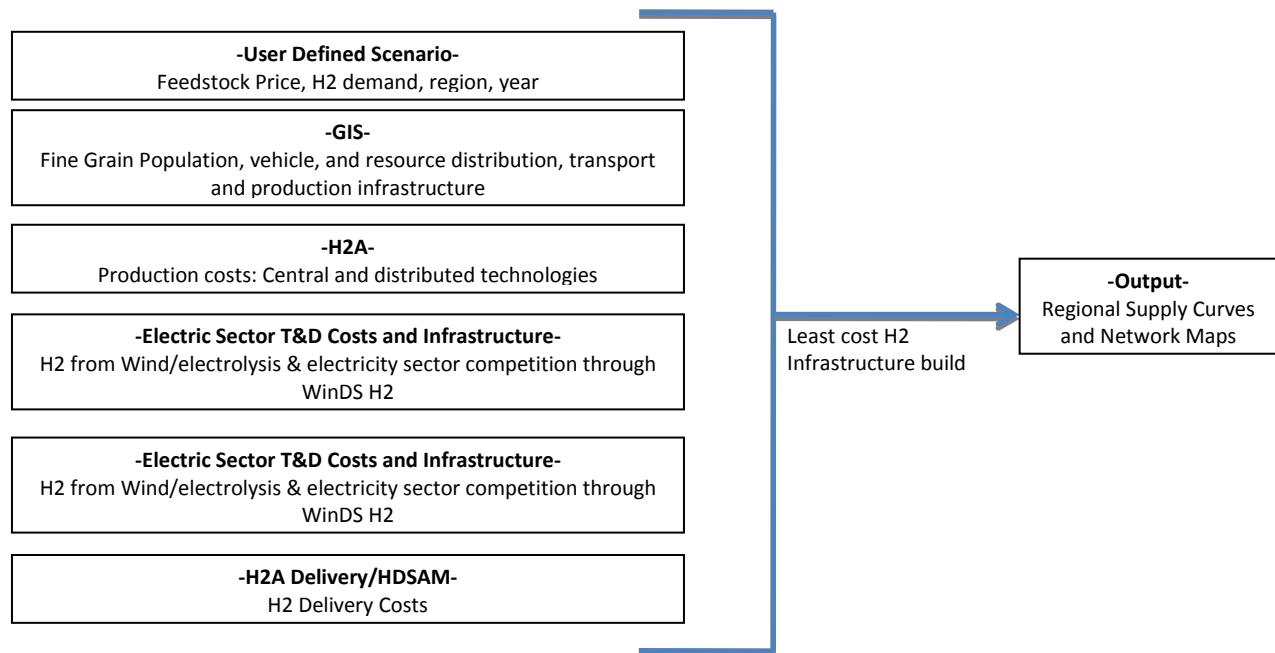 -User Defined Scenario-
Feedstock Price, H2 demand, region, year
-GIS-
Fine Grain Population, vehicle, and resource distribution, transport
and production infrastructure
-H2A-
Production costs: Central and distributed technologies
-Electric Sector T&D Costs and Infrastructure-
H2 from Wind/electrolysis & electricity sector competition through
WinDS H2
-Electric Sector T&D Costs and Infrastructure-
H2 from Wind/electrolysis & electricity sector competition through
WinDS H2
-H2A Delivery/HDSAM-
H2 Delivery Costs
Least cost H2
Infrastructure build
-Output-
Regional Supply Curves
and Network Maps